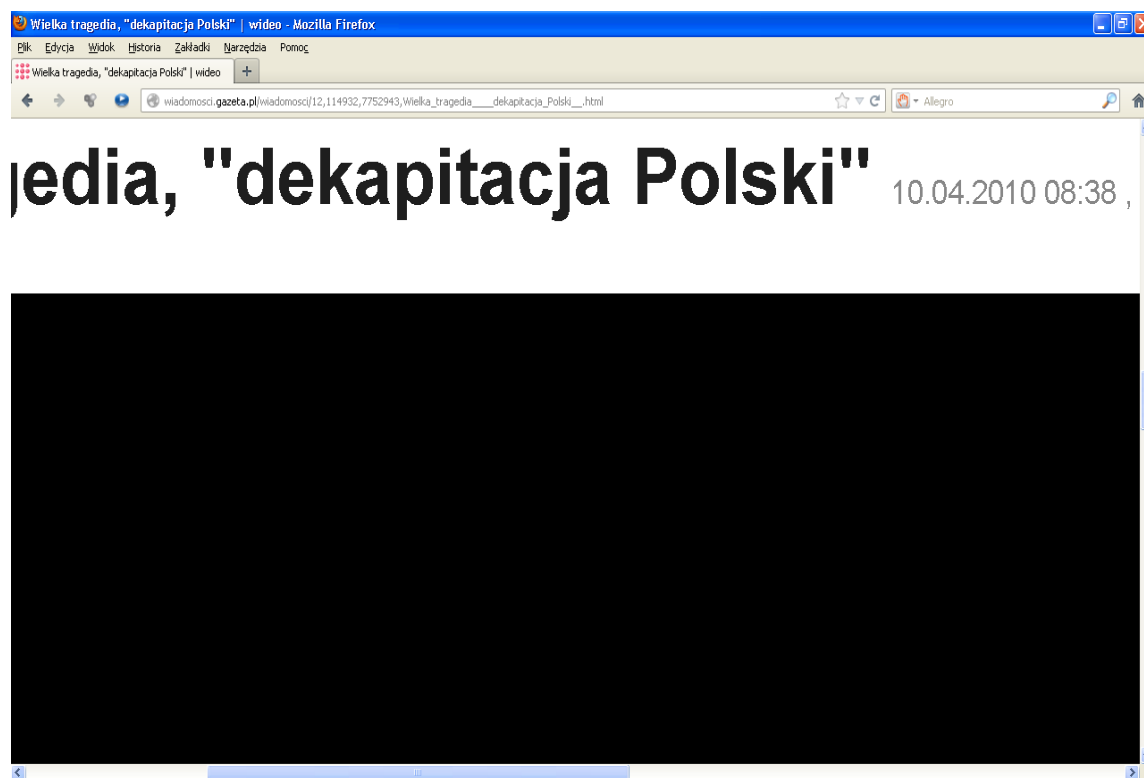 Wielka tragedia, "dekapitacja Polski" | wideo - Mozilla Firefox
Plik Edycja Widok Historia Zakładki Narzędzia Pomoc
Wielka tragedia, "dekapitacja Polski" | wideo +
wiadomosci.gazeta.pl/wiadomosci/12,114932,7752943,Wielka_tragedia____dekapitacja_Polski__.html Allegro
gedia, "dekapitacja Polski" 10.04.2010 08:38 ,